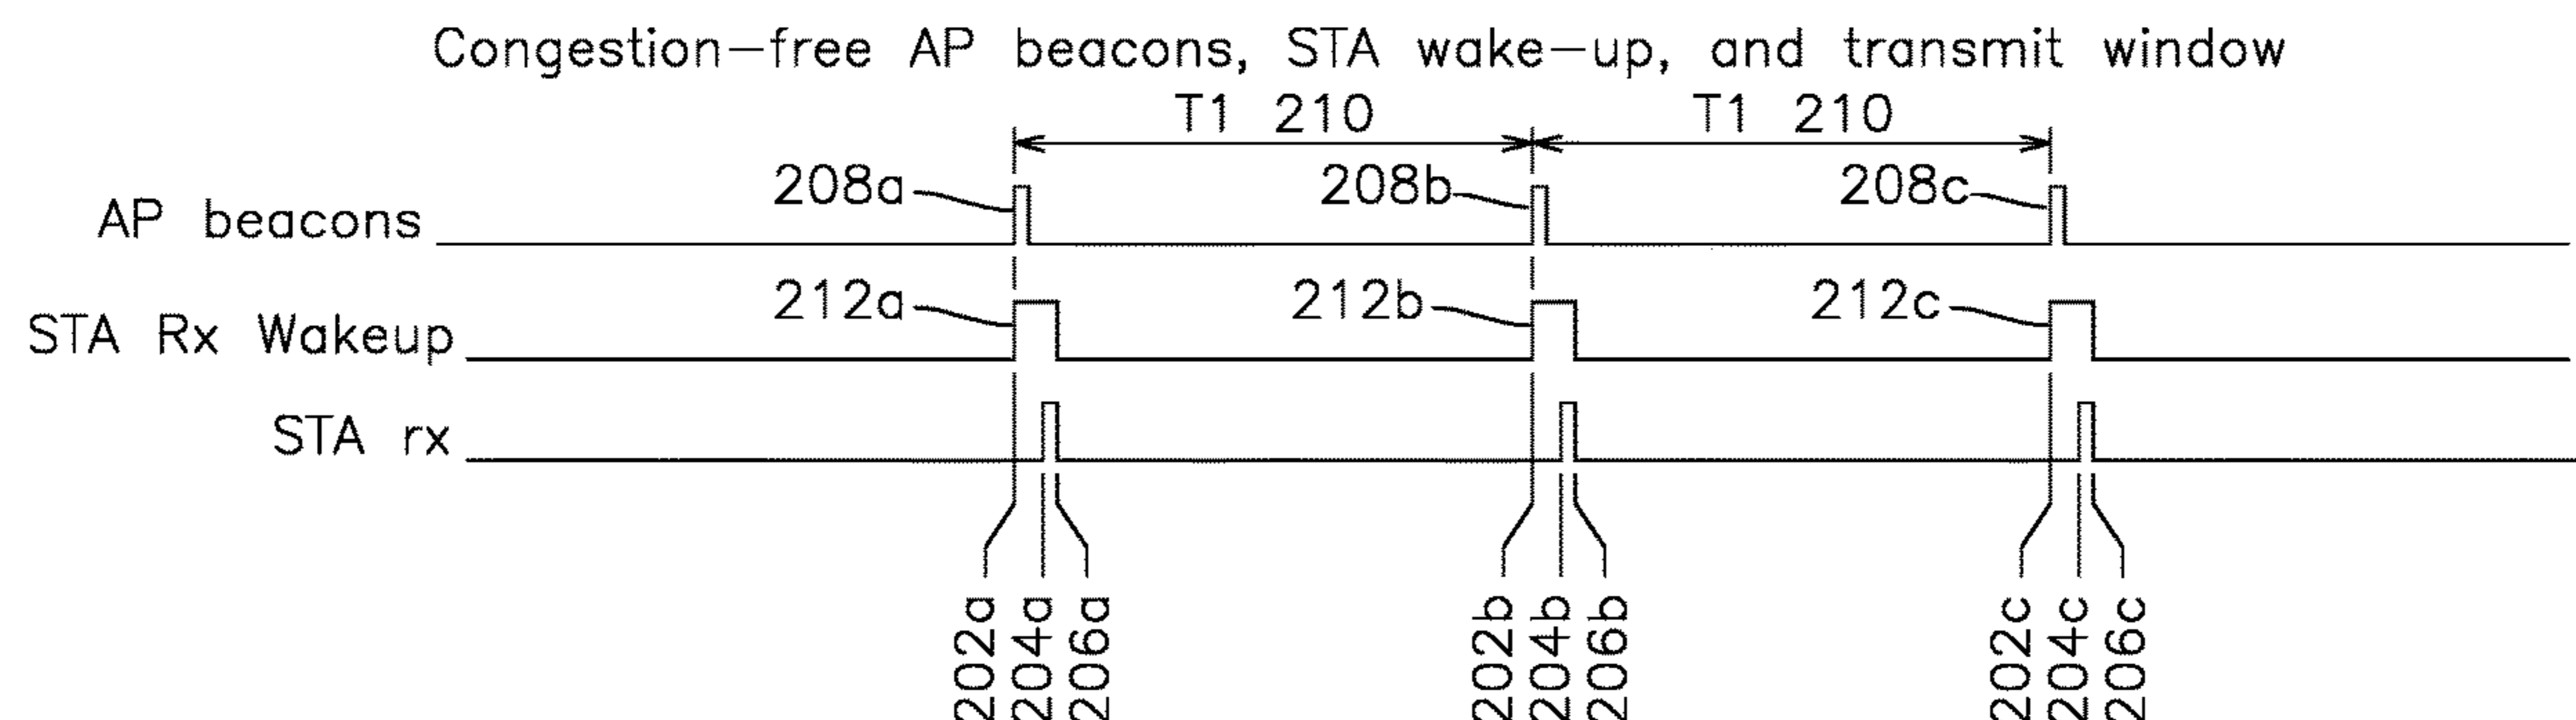 Congestion-free AP beacons, STA wake-up, and transmit window
T1 210 T1 210
208a 208b 208c
AP beacons
212a 212b 212c
STA Rx Wakeup
STA rx
202a 204a 206a 202b 204b 206b 202c 204c 206c